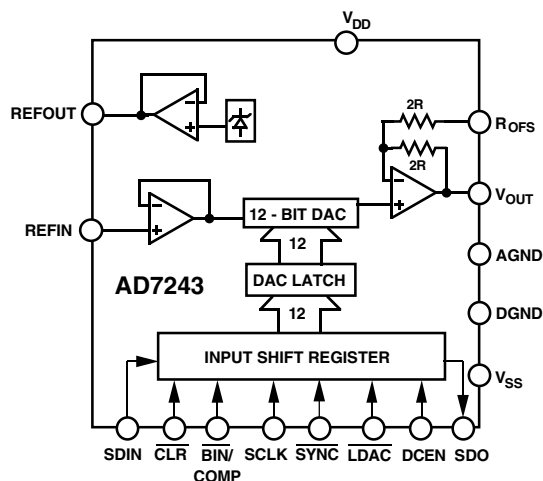 VDD
REFOUT
2R
ROFS
2R
REFIN
12 - BIT DAC
VOUT
12
AGND
AD7243
DAC LATCH
12
DGND
INPUT SHIFT REGISTER
VSS
SDIN
CLR
BIN/
COMP
SCLK
SYNC
LDAC
DCEN
SDO